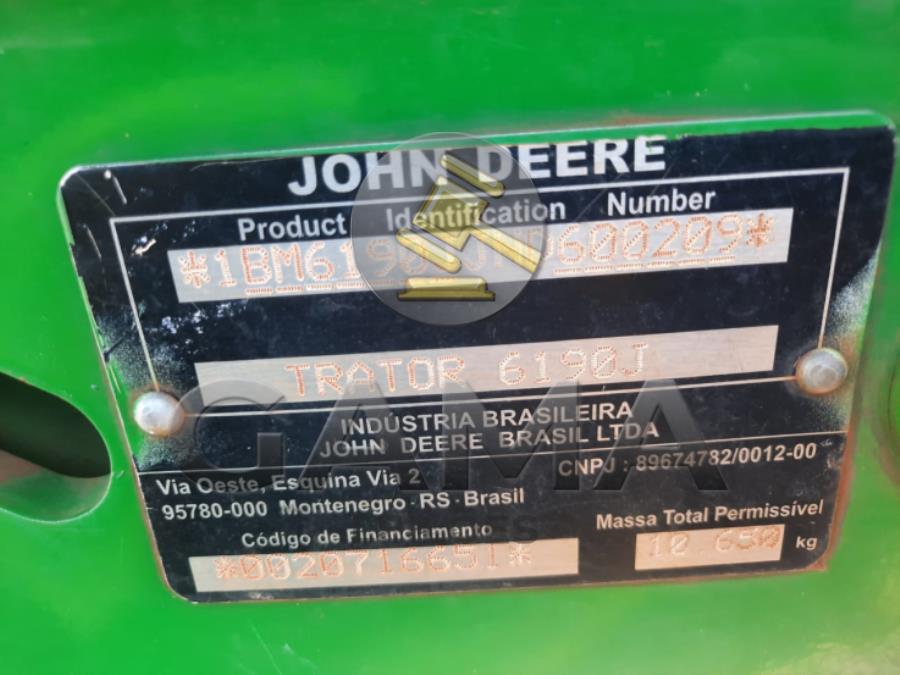 JOHN DEERE
Product Identification Number
TRATOR 6190J
INDÚSTRIA BRASILEIRA
JOHN DEERE BRASIL LTDA
CNPJ : 89674782/0012-00
Via Oeste, Esquina Via 2
95780-000 Montenegro - RS - Brasil
Código de Financiamento
*0020716651*
Massa Total Permissível
10.650 kg
GAMA